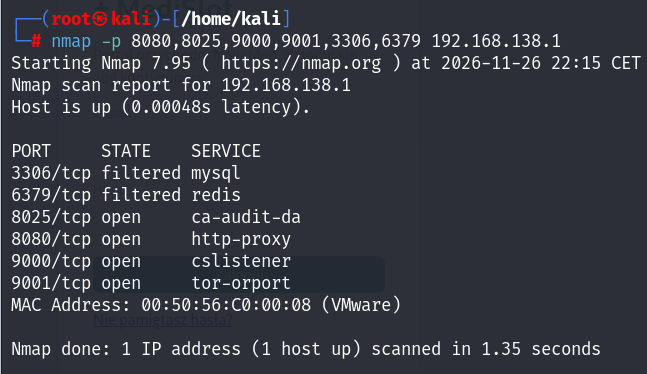 ┌──(root㉿kali)-[/home/kali]
└─# nmap -p 8080,8025,9000,9001,3306,6379 192.168.138.1
Starting Nmap 7.95 ( https://nmap.org ) at 2026-11-26 22:15 CET
Nmap scan report for 192.168.138.1
Host is up (0.00048s latency).
PORT     STATE    SERVICE
3306/tcp filtered mysql
6379/tcp filtered redis
8025/tcp open     ca-audit-da
8080/tcp open     http-proxy
9000/tcp open     cslistener
9001/tcp open     tor-orport
MAC Address: 00:50:56:C0:00:08 (VMware)
Nie pamiętasz hasła?
Nmap done: 1 IP address (1 host up) scanned in 1.35 seconds